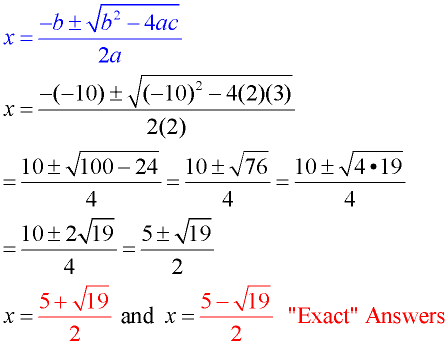 x = (-b ± √(b² − 4ac)) / (2a)
x = (-(-10) ± √((-10)² − 4(2)(3))) / (2(2))
= (10 ± √(100 − 24)) / 4 = (10 ± √76) / 4 = (10 ± √(4•19)) / 4
= (10 ± 2√19) / 4 = (5 ± √19) / 2
x = (5 + √19) / 2 and x = (5 − √19) / 2 "Exact" Answers